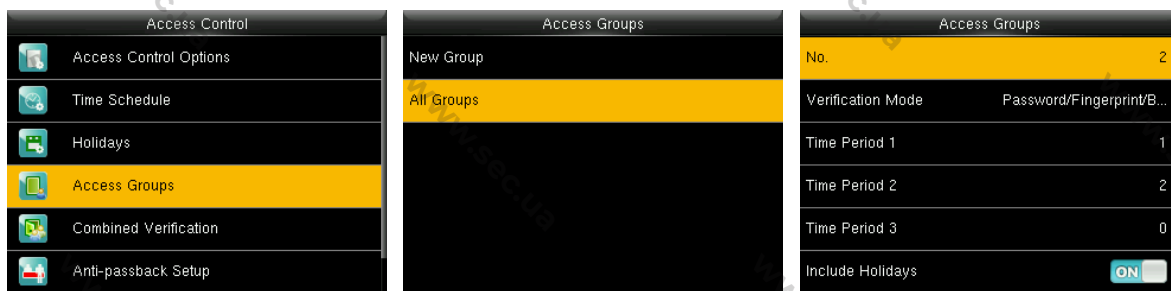 Access Control
Access Control Options
Time Schedule
Holidays
Access Groups
Combined Verification
Anti-passback Setup
Access Groups
New Group
All Groups
www.sec.ua
Access Groups
No. 2
Verification Mode Password/Fingerprint/B...
Time Period 1 1
Time Period 2 2
Time Period 3 0
Include Holidays ON